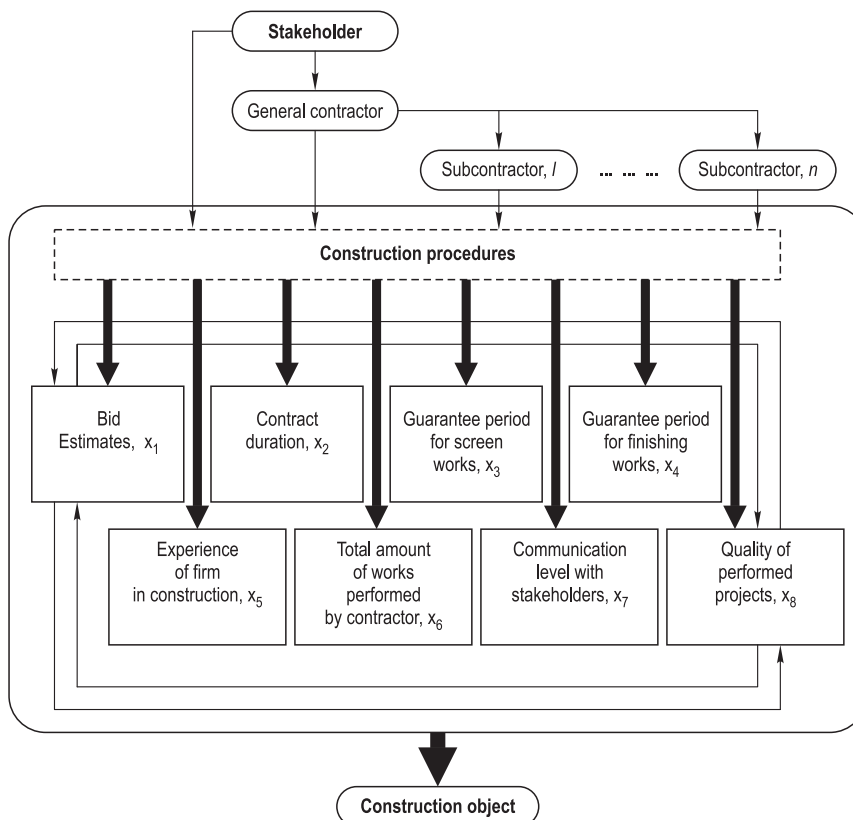 Stakeholder
General contractor
Subcontractor, l
... ... ...
Subcontractor, n
Construction procedures
Bid
Estimates, x₁
Contract
duration, x₂
Guarantee period
for screen
works, x₃
Guarantee period
for finishing
works, x₄
Experience
of firm
in construction, x₅
Total amount
of works
performed
by contractor, x₆
Communication
level with
stakeholders, x₇
Quality of
performed
projects, x₈
Construction object